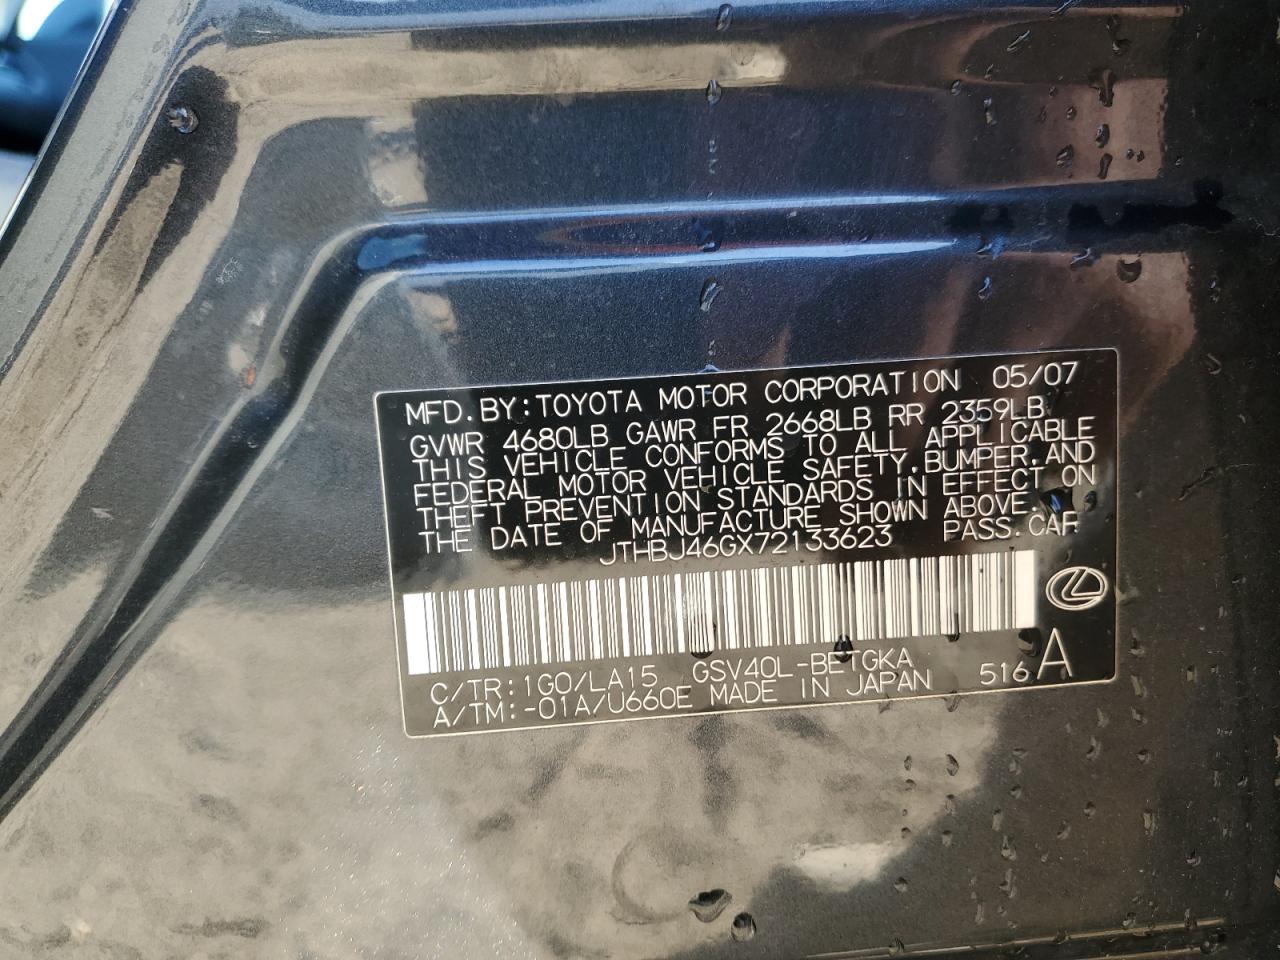 MFD.BY:TOYOTA MOTOR CORPORATION 05/07
GVWR 4680LB GAWR FR 2668LB RR 2359LB
THIS VEHICLE CONFORMS TO ALL APPLICABLE
FEDERAL MOTOR VEHICLE SAFETY,BUMPER,AND
THEFT PREVENTION STANDARDS IN EFFECT ON
THE DATE OF MANUFACTURE SHOWN ABOVE.
JTHBJ46GX72133623 PASS.CAR
C/TR:1G0/LA15 GSV40L-BETGKA 516 A
A/TM:-01A/U660E MADE IN JAPAN